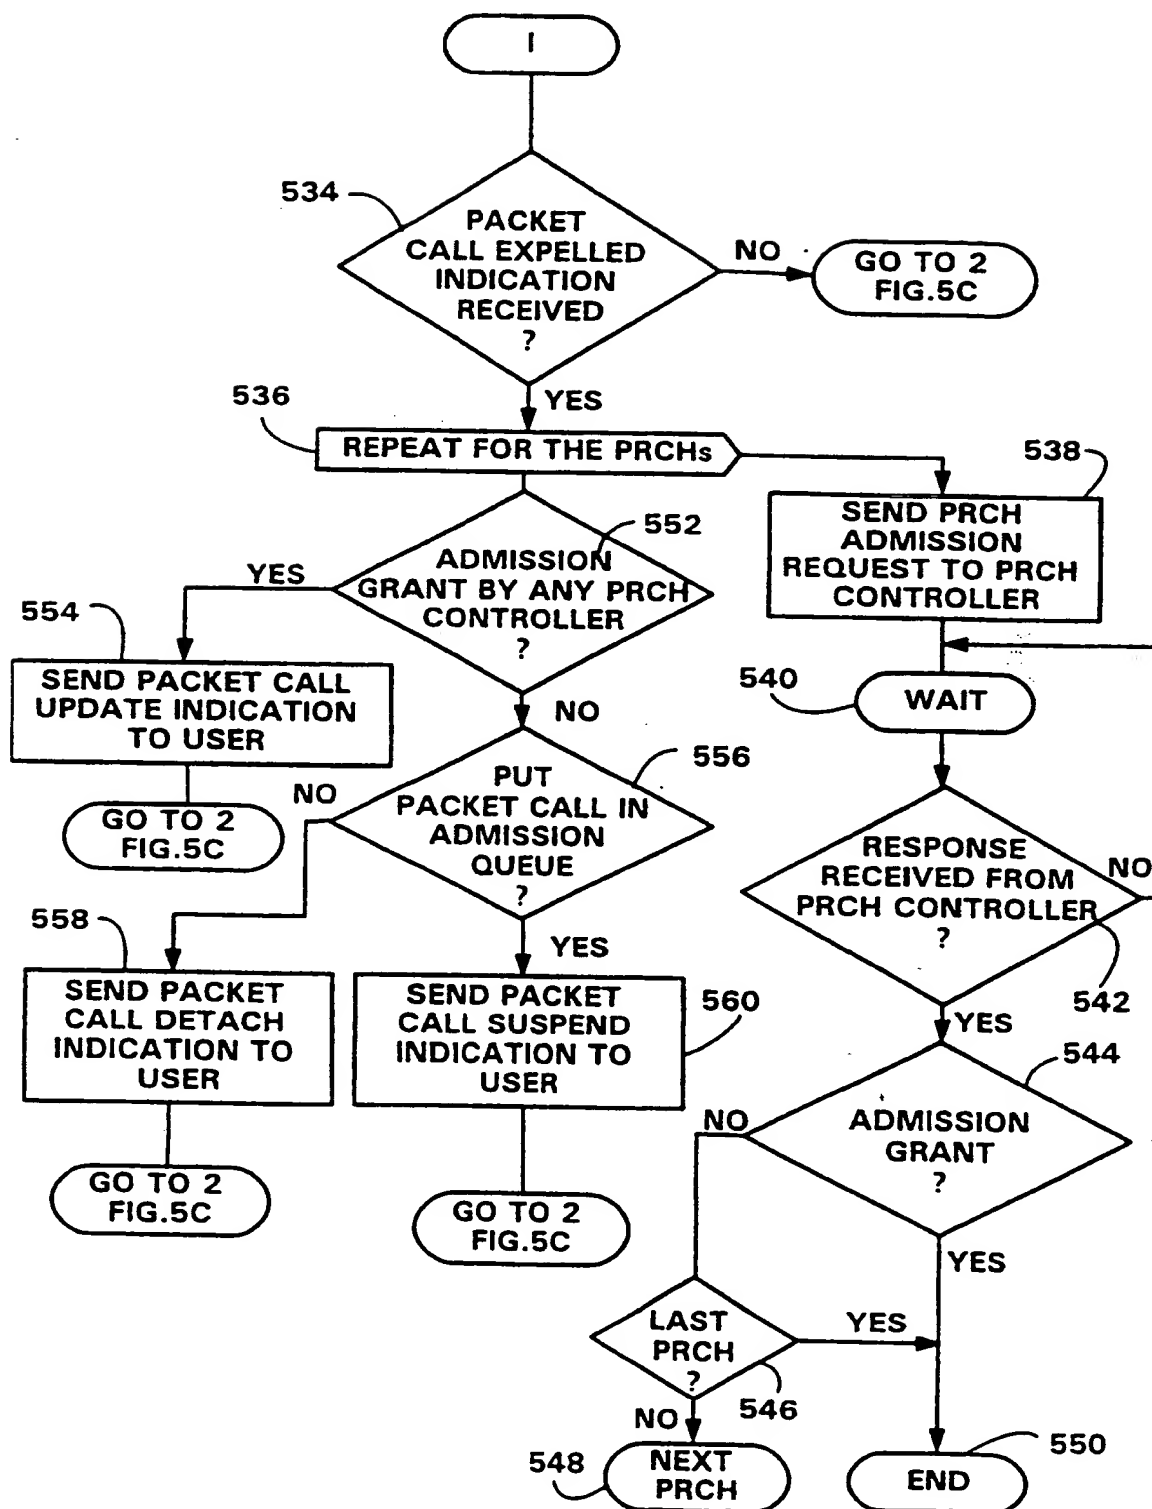 I
534
PACKET
CALL EXPELLED
INDICATION
RECEIVED
?
NO
GO TO 2
FIG.5C
YES
536
REPEAT FOR THE PRCHs
538
SEND PRCH
ADMISSION
REQUEST TO PRCH
CONTROLLER
552
ADMISSION
GRANT BY ANY PRCH
CONTROLLER
?
YES
554
SEND PACKET CALL
UPDATE INDICATION
TO USER
GO TO 2
FIG.5C
NO
540
WAIT
556
PUT
PACKET CALL IN
ADMISSION
QUEUE
?
NO
RESPONSE
RECEIVED FROM
PRCH CONTROLLER
?
NO
542
YES
558
SEND PACKET
CALL DETACH
INDICATION TO
USER
GO TO 2
FIG.5C
YES
560
SEND PACKET
CALL SUSPEND
INDICATION TO
USER
GO TO 2
FIG.5C
544
ADMISSION
GRANT
?
NO
YES
LAST
PRCH
?
546
YES
NO
548
NEXT
PRCH
550
END